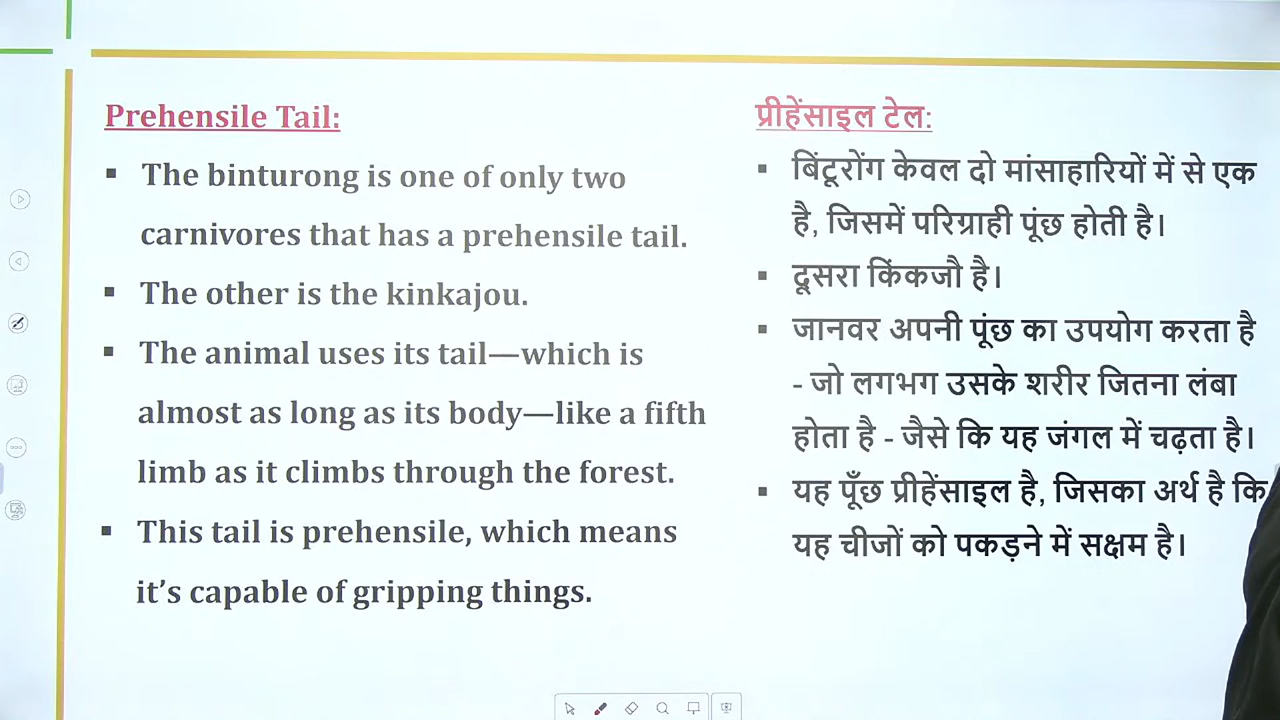 Prehensile Tail:
▪ The binturong is one of only two
carnivores that has a prehensile tail.
▪ The other is the kinkajou.
▪ The animal uses its tail—which is
almost as long as its body—like a fifth
limb as it climbs through the forest.
▪ This tail is prehensile, which means
it's capable of gripping things.
प्रीहेंसाइल टेल:
▪ बिंटूरोंग केवल दो मांसाहारियों में से एक
है, जिसमें परिग्राही पूंछ होती है।
▪ दूसरा किंकजौ है।
▪ जानवर अपनी पूंछ का उपयोग करता है
- जो लगभग उसके शरीर जितना लंबा
होता है - जैसे कि यह जंगल में चढ़ता है।
▪ यह पूँछ प्रीहेंसाइल है, जिसका अर्थ है कि
यह चीजों को पकड़ने में सक्षम है।